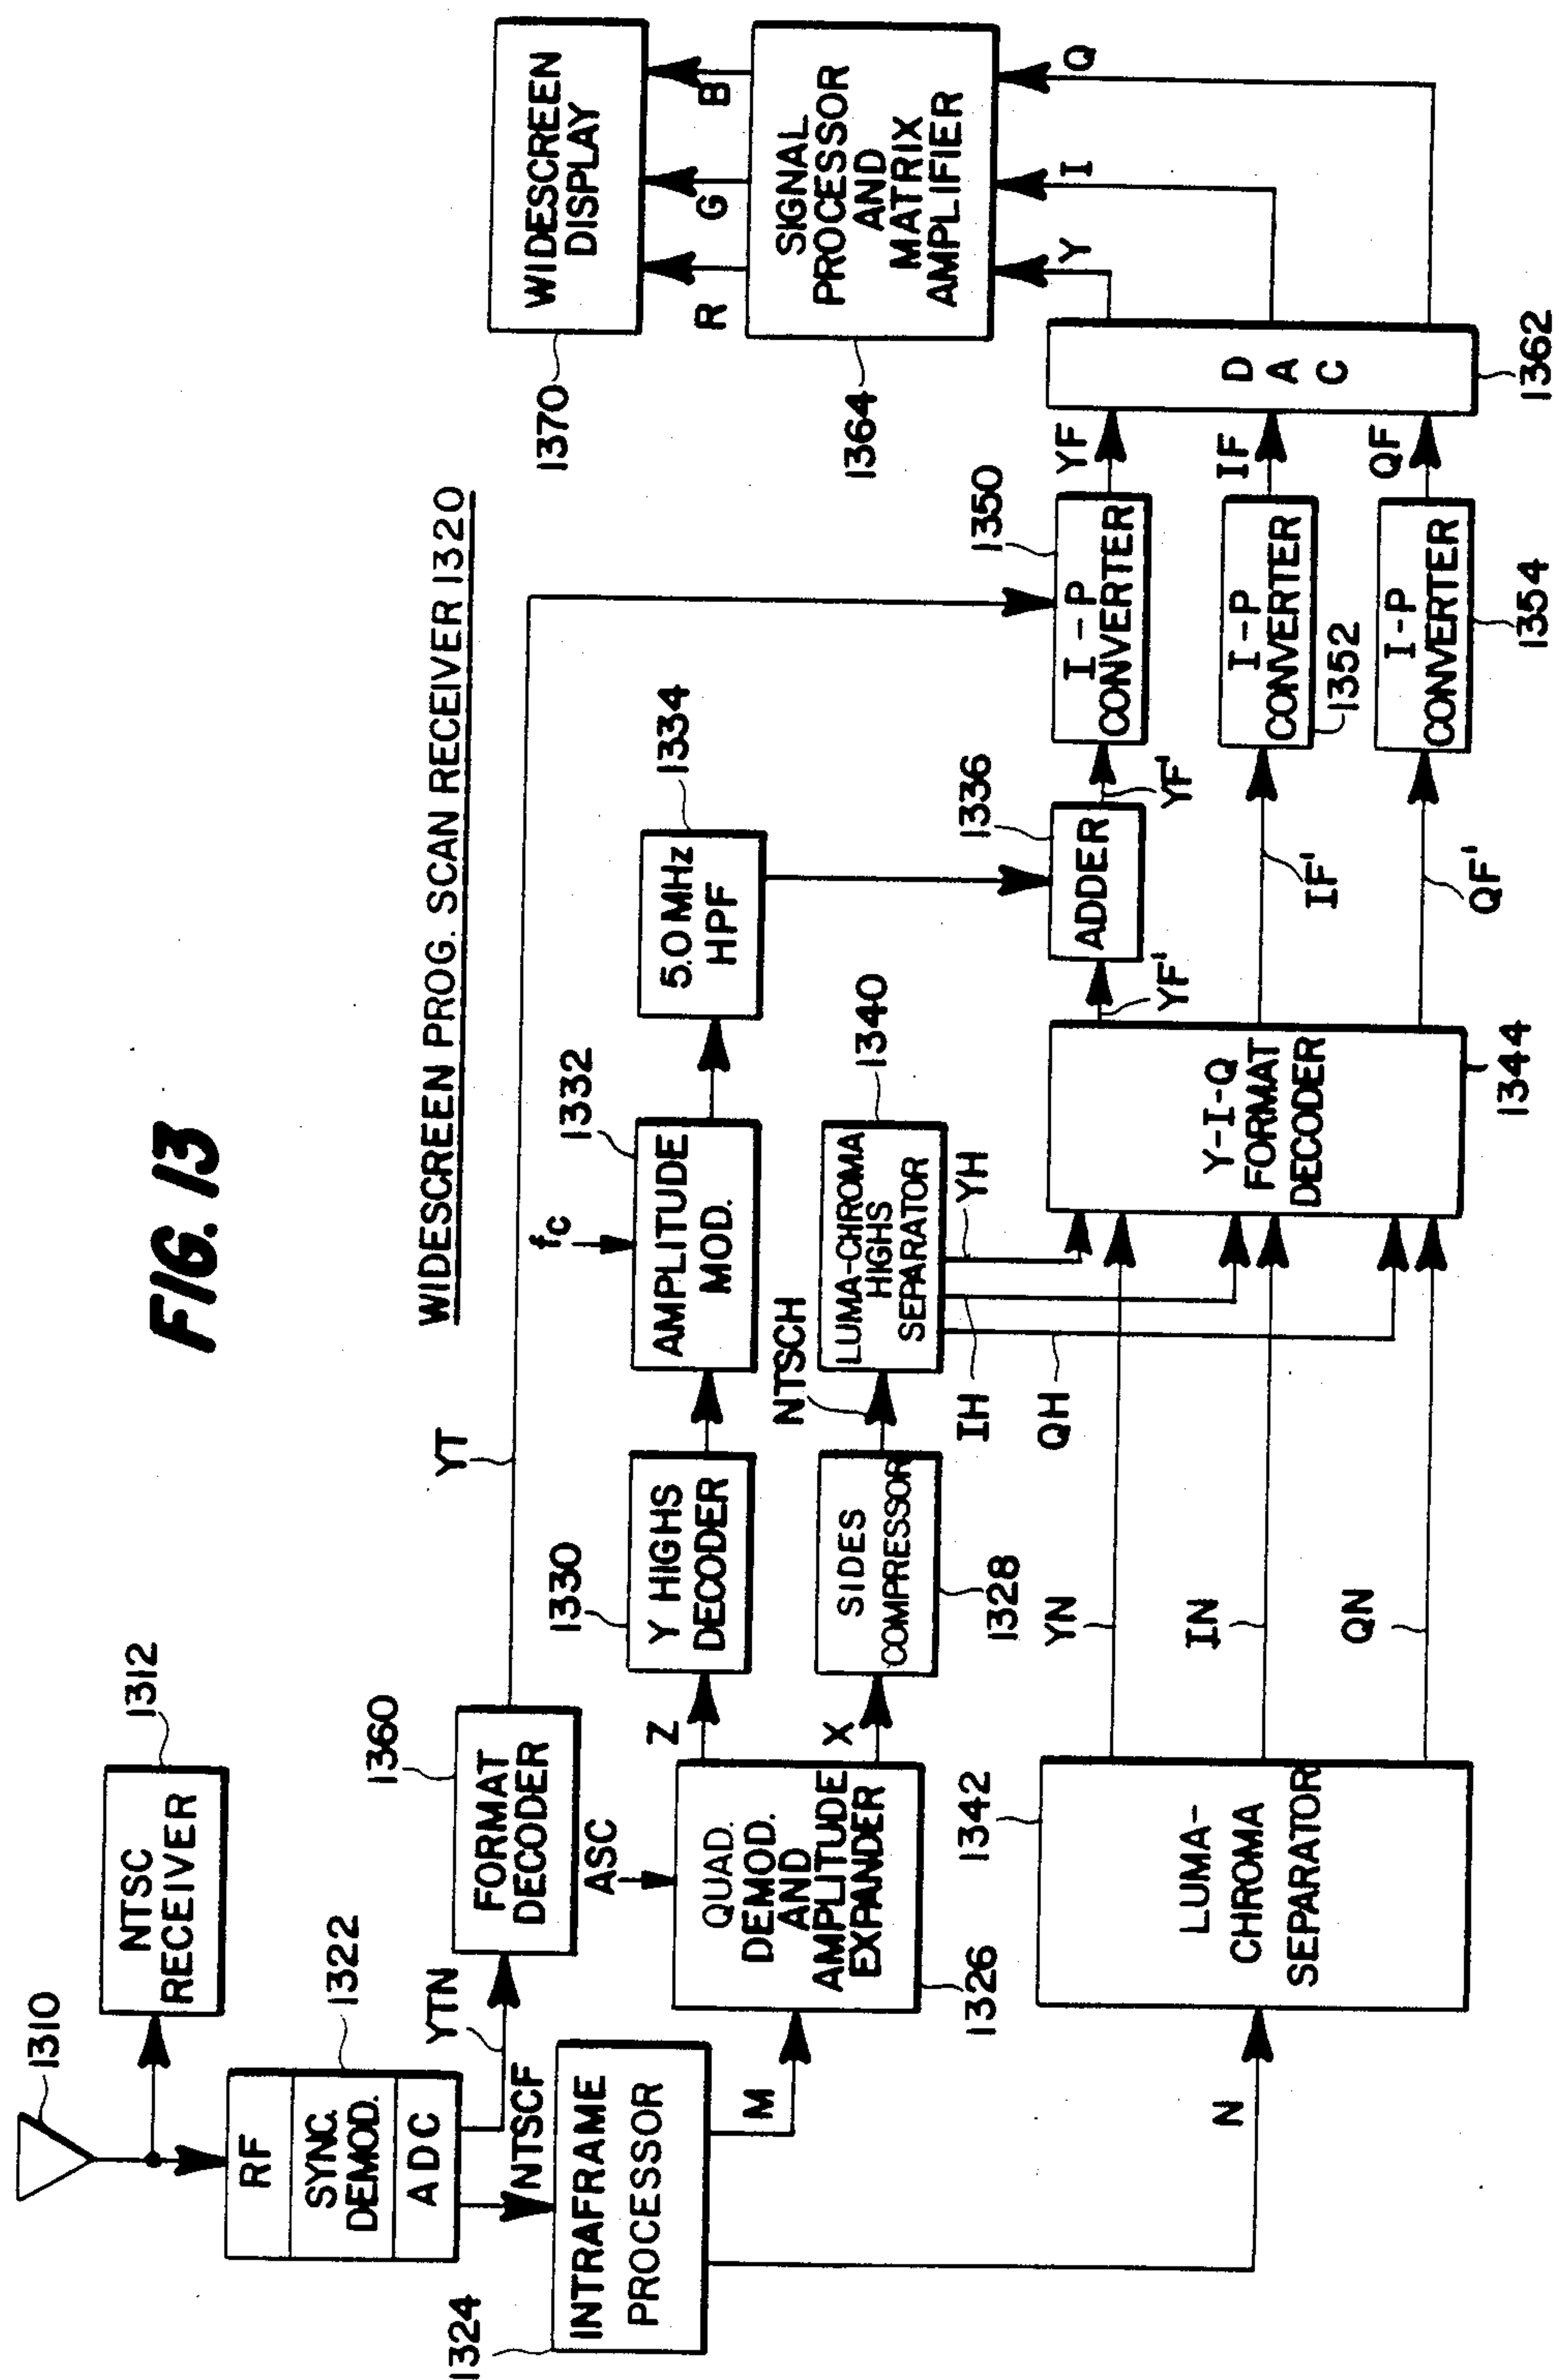 FIG. 13
WIDESCREEN PROG. SCAN RECEIVER 1320
1310
NTSC
RECEIVER
1312
RF
SYNC.
DEMOD.
ADC
1322
YTN
NTSCF
FORMAT
DECODER
1360
YT
INTRAFRAME
PROCESSOR
1324
M
N
ASC
QUAD.
DEMOD.
AND
AMPLITUDE
EXPANDER
1326
Z
X
Y HIGHS
DECODER
1330
fc
AMPLITUDE
MOD.
1332
5.0 MHz
HPF
1334
SIDES
COMPRESSOR
1328
NTSCH
LUMA-CHROMA
HIGHS
SEPARATOR
1340
YH
IH
QH
LUMA-
CHROMA
SEPARATOR
1342
YN
IN
QN
Y-I-Q
FORMAT
DECODER
1344
YF'
ADDER
1336
YF'
IF'
QF'
I-P
CONVERTER
1350
I-P
CONVERTER
1352
I-P
CONVERTER
1354
YF
IF
QF
D
A
C
1362
Y
I
Q
SIGNAL
PROCESSOR
AND
MATRIX
AMPLIFIER
1364
R
G
B
WIDESCREEN
DISPLAY
1370